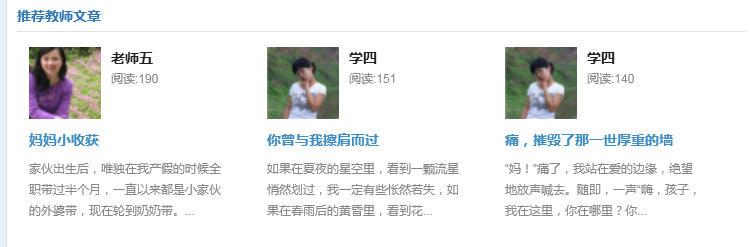 推荐教师文章
老师五
阅读:190
妈妈小收获
家伙出生后，唯独在我产假的时候全
职带过半个月，一直以来都是小家伙
的外婆带，现在轮到奶奶带。...
学四
阅读:151
你曾与我擦肩而过
如果在夏夜的星空里，看到一颗流星
悄然划过，我一定有些怅然若失，如
果在春雨后的黄昏里，看到花...
学四
阅读:140
痛，摧毁了那一世厚重的墙
“妈！”痛了，我站在爱的边缘，绝望
地放声喊去。随即，一声“嗨，孩子，
我在这里，你在哪里？你...